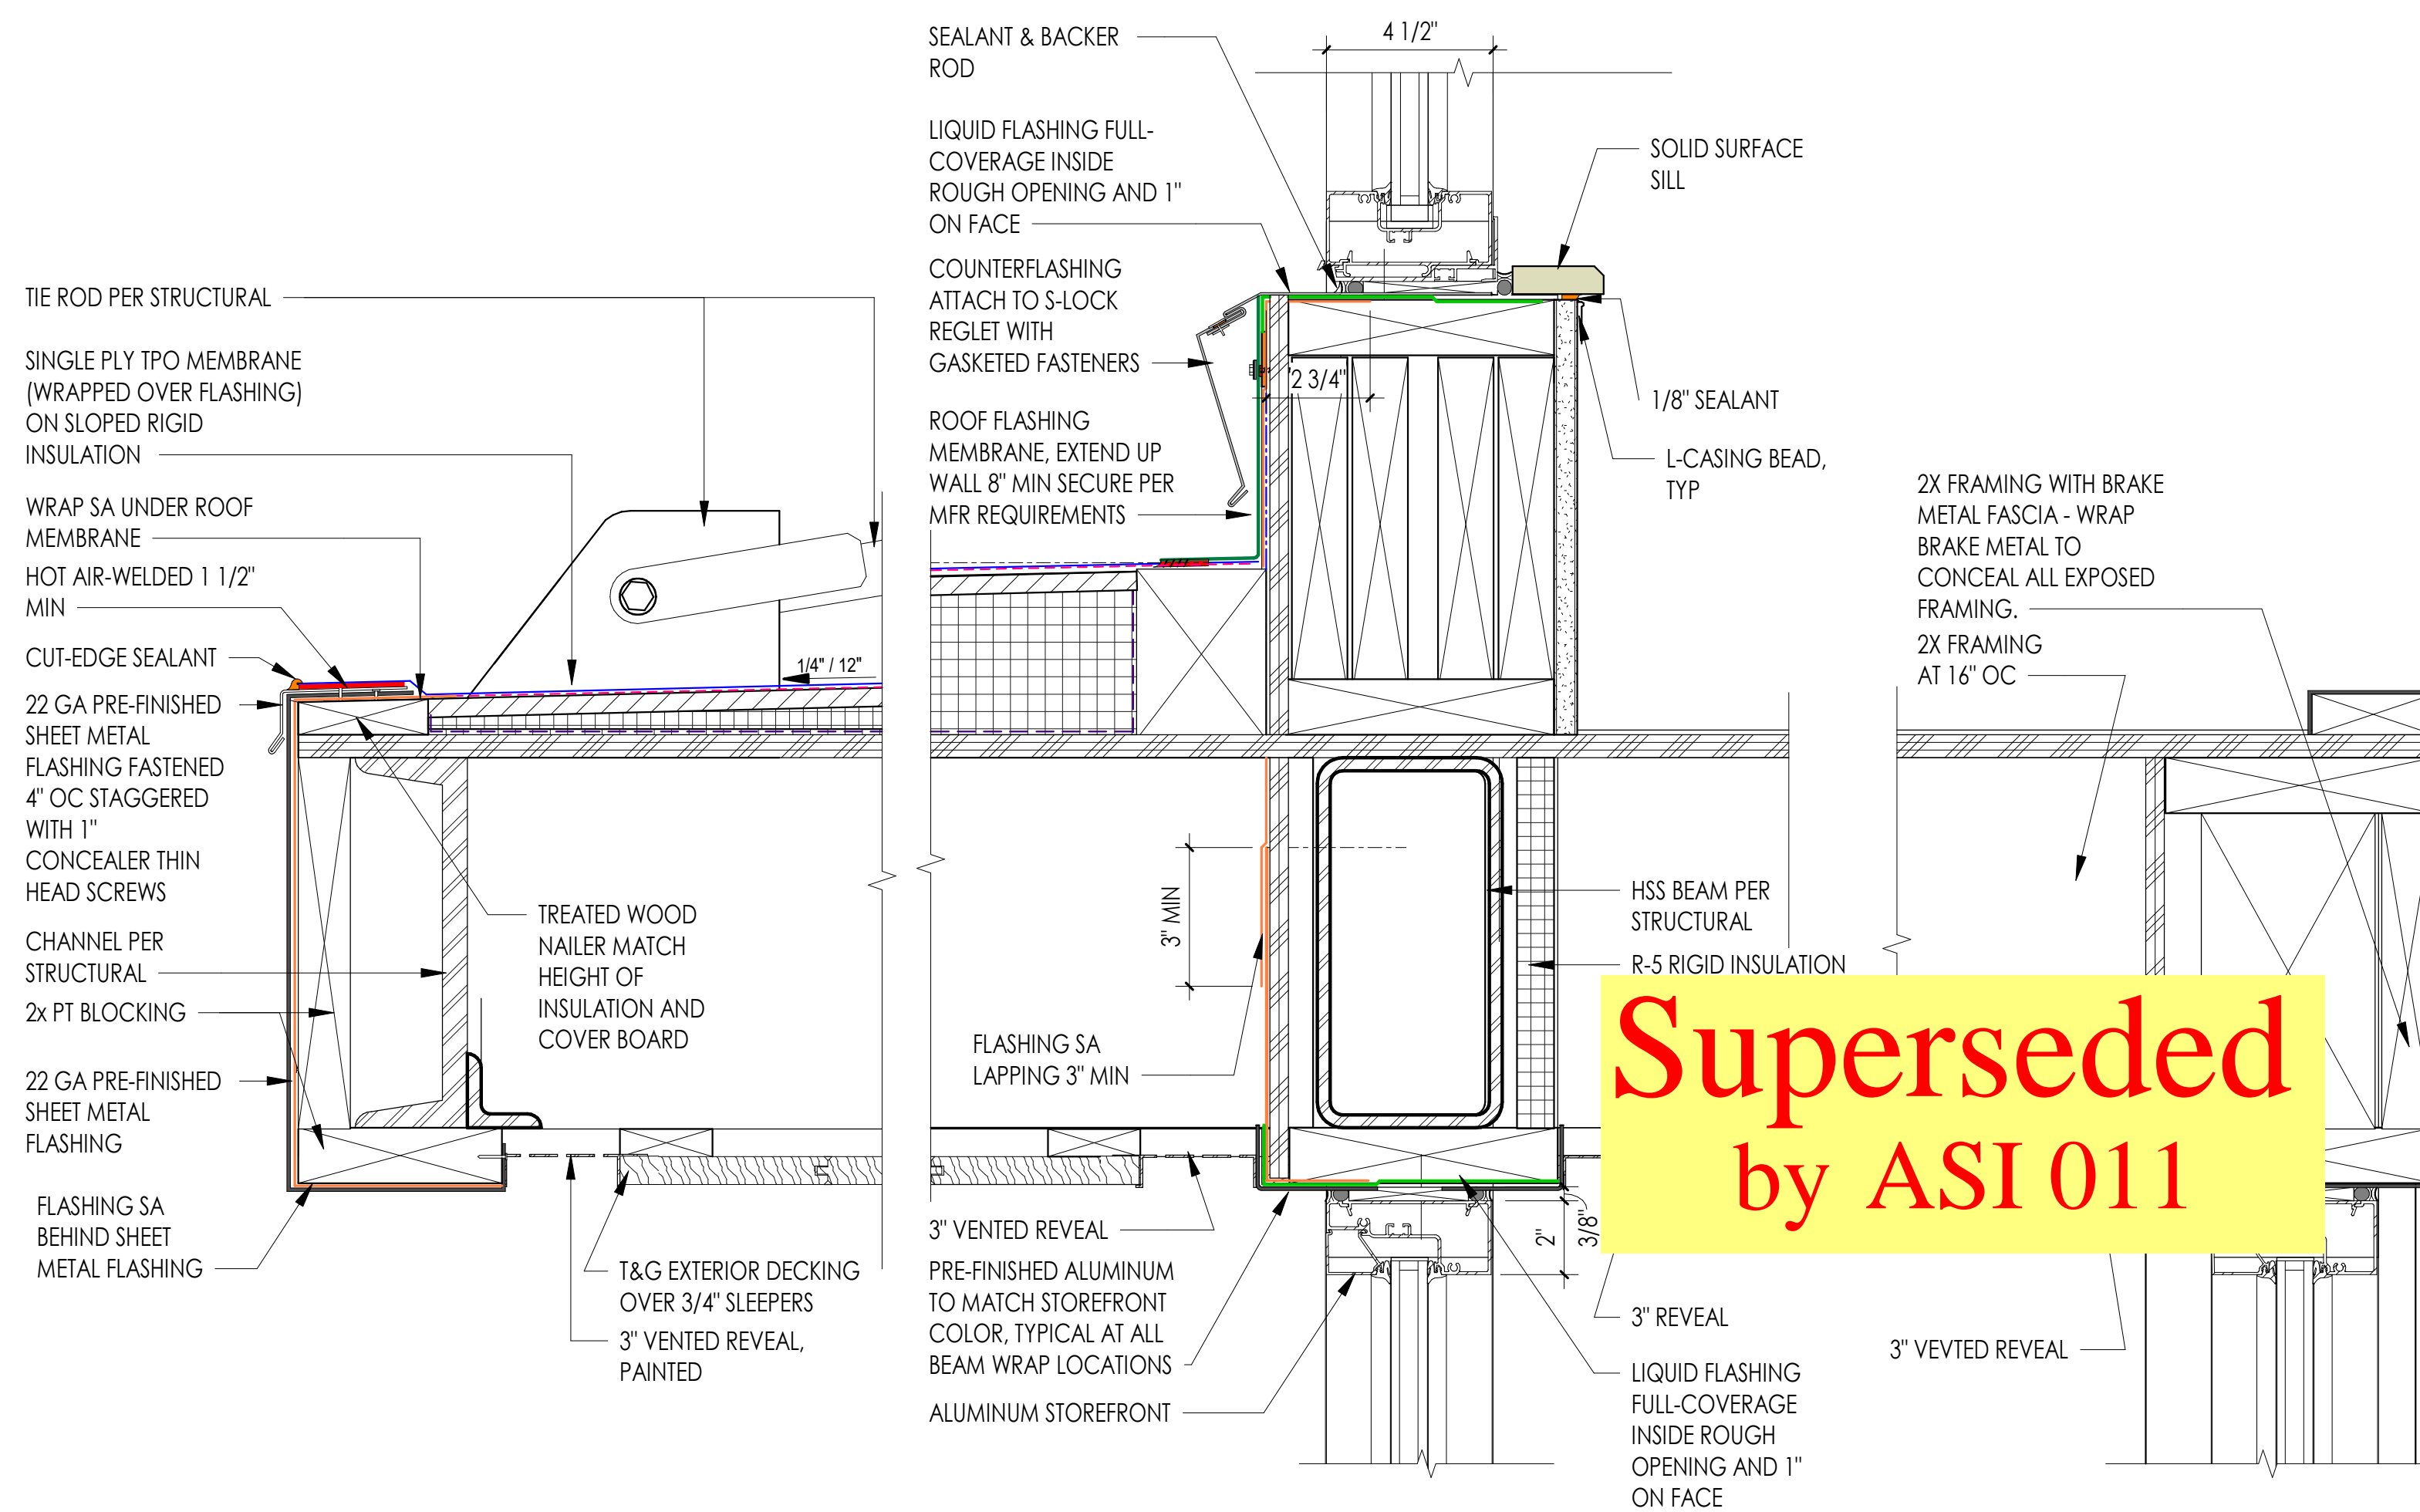 TIE ROD PER STRUCTURAL
SINGLE PLY TPO MEMBRANE
(WRAPPED OVER FLASHING)
ON SLOPED RIGID
INSULATION
WRAP SA UNDER ROOF
MEMBRANE
HOT AIR-WELDED 1 1/2"
MIN
CUT-EDGE SEALANT
22 GA PRE-FINISHED
SHEET METAL
FLASHING FASTENED
4" OC STAGGERED
WITH 1"
CONCEALER THIN
HEAD SCREWS
CHANNEL PER
STRUCTURAL
2x PT BLOCKING
22 GA PRE-FINISHED
SHEET METAL
FLASHING
FLASHING SA
BEHIND SHEET
METAL FLASHING
1/4" / 12"
TREATED WOOD
NAILER MATCH
HEIGHT OF
INSULATION AND
COVER BOARD
T&G EXTERIOR DECKING
OVER 3/4" SLEEPERS
3" VENTED REVEAL,
PAINTED
SEALANT & BACKER
ROD
LIQUID FLASHING FULL-
COVERAGE INSIDE
ROUGH OPENING AND 1"
ON FACE
COUNTERFLASHING
ATTACH TO S-LOCK
REGLET WITH
GASKETED FASTENERS
ROOF FLASHING
MEMBRANE, EXTEND UP
WALL 8" MIN SECURE PER
MFR REQUIREMENTS
4 1/2"
2 3/4"
3" MIN
FLASHING SA
LAPPING 3" MIN
3" VENTED REVEAL
PRE-FINISHED ALUMINUM
TO MATCH STOREFRONT
COLOR, TYPICAL AT ALL
BEAM WRAP LOCATIONS
ALUMINUM STOREFRONT
2"
3/8"
SOLID SURFACE
SILL
1/8" SEALANT
L-CASING BEAD,
TYP
HSS BEAM PER
STRUCTURAL
R-5 RIGID INSULATION
Superseded
by ASI 011
3" REVEAL
LIQUID FLASHING
FULL-COVERAGE
INSIDE ROUGH
OPENING AND 1"
ON FACE
2X FRAMING WITH BRAKE
METAL FASCIA - WRAP
BRAKE METAL TO
CONCEAL ALL EXPOSED
FRAMING.
2X FRAMING
AT 16" OC
3" VEVTED REVEAL